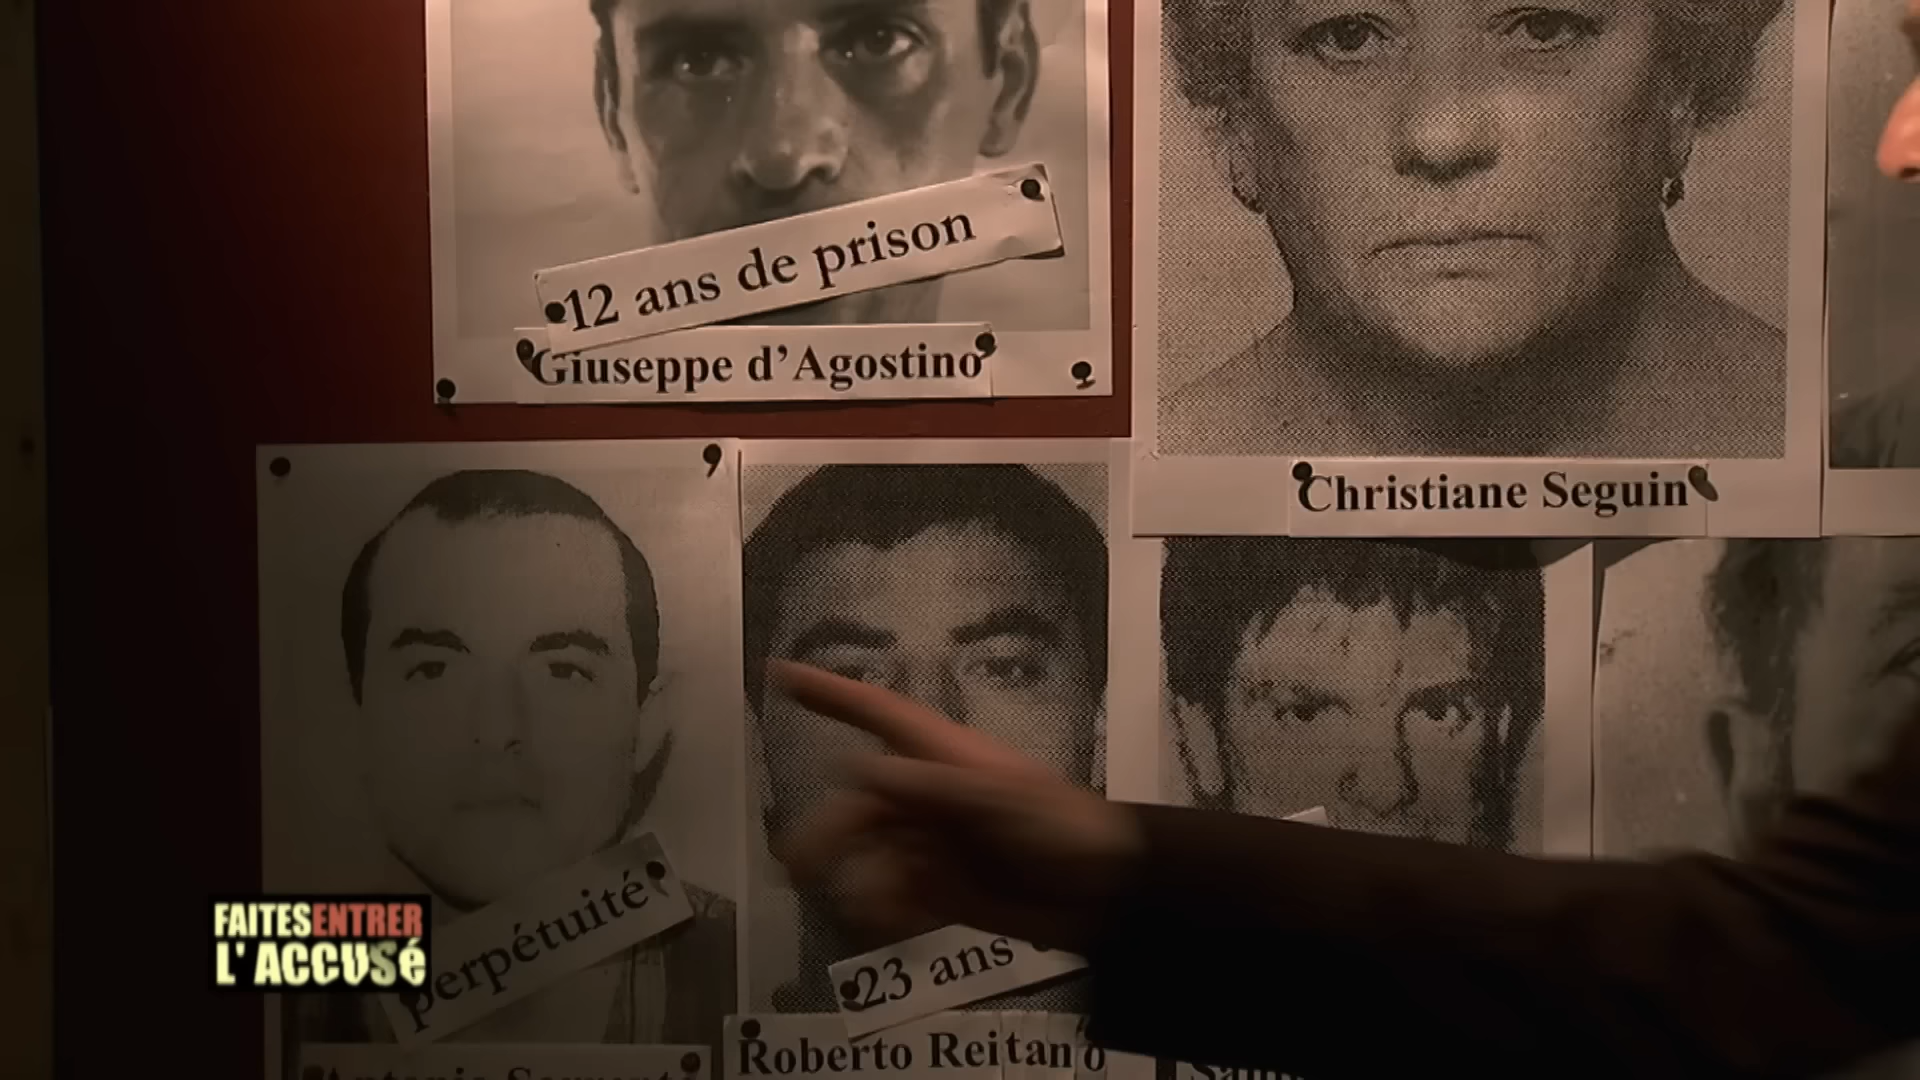 12 ans de prison
Giuseppe d'Agostino
Christiane Seguin
perpétuité
23 ans
Roberto Reitano
FAITES ENTRER
L'ACCUSÉ